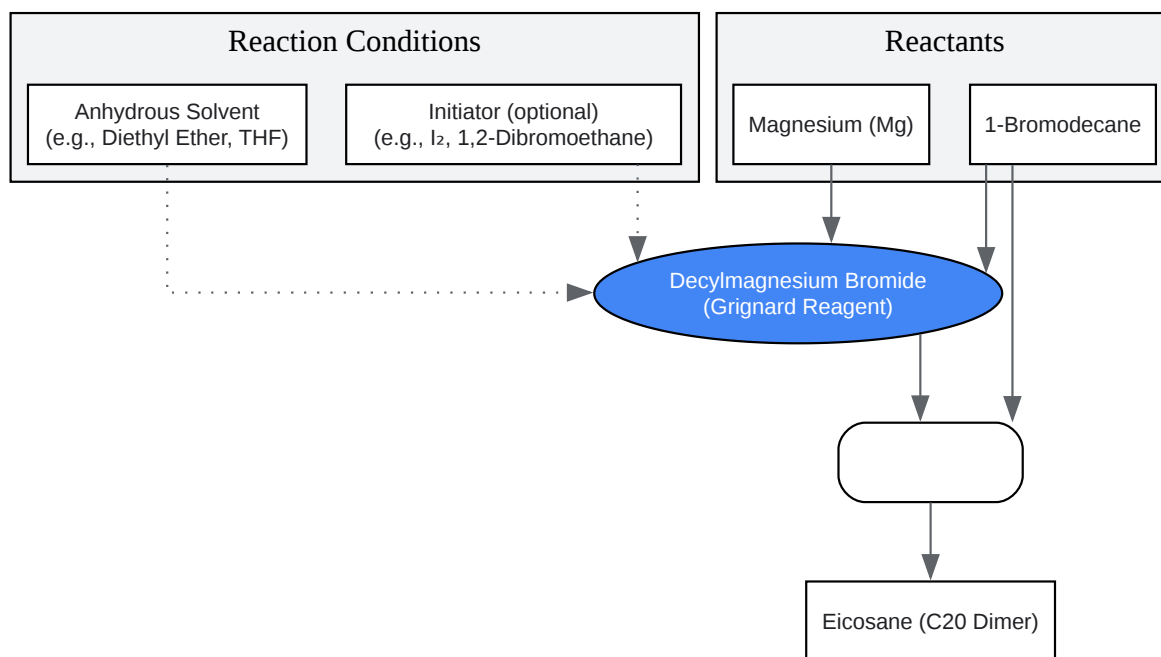 Reaction Conditions
Reactants
Anhydrous Solvent
(e.g., Diethyl Ether, THF)
Initiator (optional)
(e.g., I₂, 1,2-Dibromoethane)
Magnesium (Mg)
1-Bromodecane
Decylmagnesium Bromide
(Grignard Reagent)
Eicosane (C20 Dimer)